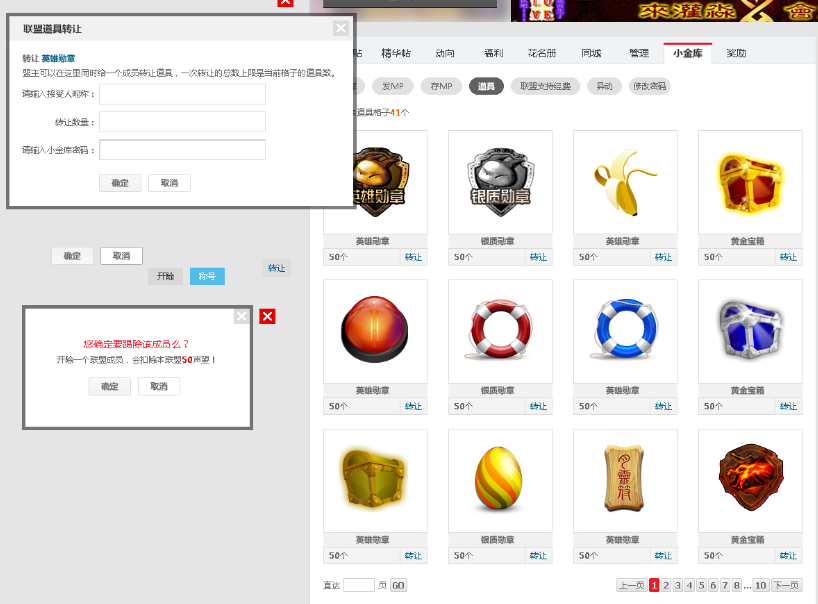 联盟道具转让
转让 英雄勋章
盟主可以在这里同时给一个成员转让道具，一次转让的总数上限是当前格子的道具数。
请输入接受人昵称：
转让数量：
请输入小金库密码：
确定 取消
确定 取消
开除 称号
转让
您确定要踢除该成员么？
开除一个联盟成员，会扣除本联盟50声望！
确定 取消
LOVE
來灌祿 會
帖 精华帖 动向 福利 花名册 同城 管理 小金库 奖励
发MP 存MP 道具 联盟支持经费 异动 修改密码
道具格子41个
英雄勋章 银质勋章
英雄勋章 银质勋章 英雄勋章 黄金宝箱
50个 转让 50个 转让 50个 转让 50个 转让
英雄勋章 银质勋章 英雄勋章 黄金宝箱
50个 转让 50个 转让 50个 转让 50个 转让
英雄勋章 银质勋章 英雄勋章 黄金宝箱
50个 转让 50个 转让 50个 转让 50个 转让
直达 页 GO
上一页 1 2 3 4 5 6 7 8 ... 10 下一页